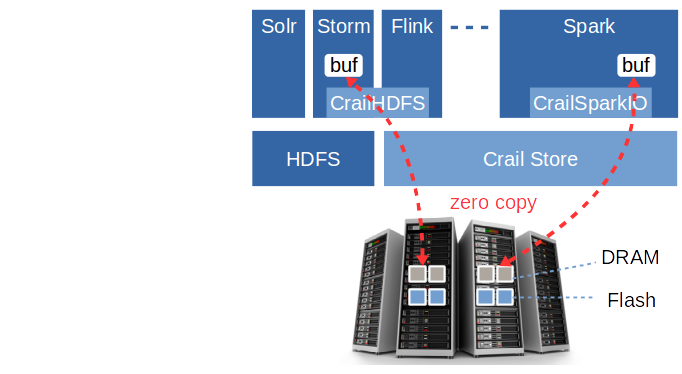 Solr
Storm
Flink
Spark
buf
buf
CrailHDFS
CrailSparkIO
HDFS
Crail Store
zero copy
DRAM
Flash